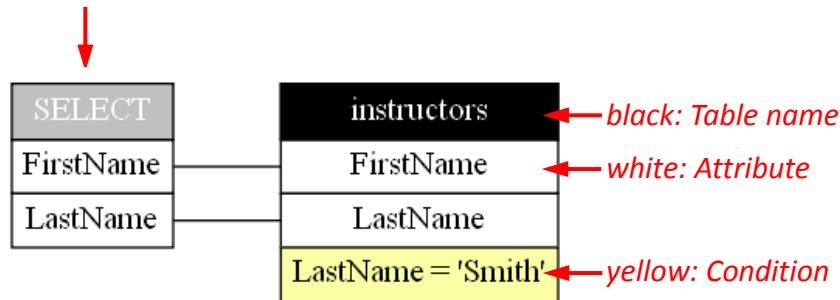 SELECT
instructors
black: Table name
FirstName
FirstName
white: Attribute
LastName
LastName
LastName = 'Smith'
yellow: Condition